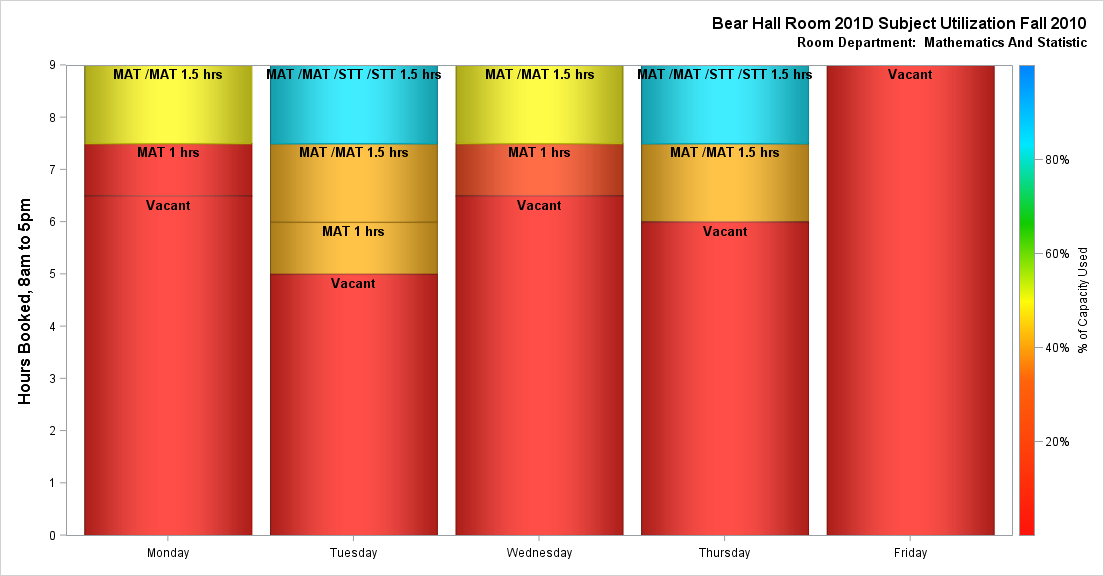 Bear Hall Room 201D Subject Utilization Fall 2010
Room Department:  Mathematics And Statistic
Hours Booked, 8am to 5pm
9
8
7
6
5
4
3
2
1
0
MAT /MAT 1.5 hrs
MAT 1 hrs
Vacant
MAT /MAT /STT /STT 1.5 hrs
MAT /MAT 1.5 hrs
MAT 1 hrs
Vacant
MAT /MAT 1.5 hrs
MAT 1 hrs
Vacant
MAT /MAT /STT /STT 1.5 hrs
MAT /MAT 1.5 hrs
Vacant
Vacant
Monday
Tuesday
Wednesday
Thursday
Friday
80%
60%
40%
20%
% of Capacity Used